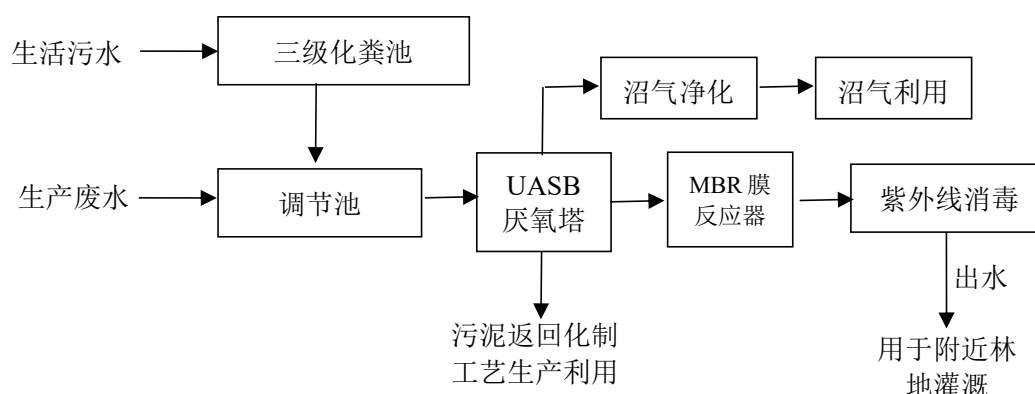 生活污水
三级化粪池
沼气净化
沼气利用
生产废水
调节池
UASB
厌氧塔
MBR 膜
反应器
紫外线消毒
出水
污泥返回化制
工艺生产利用
用于附近林
地灌溉